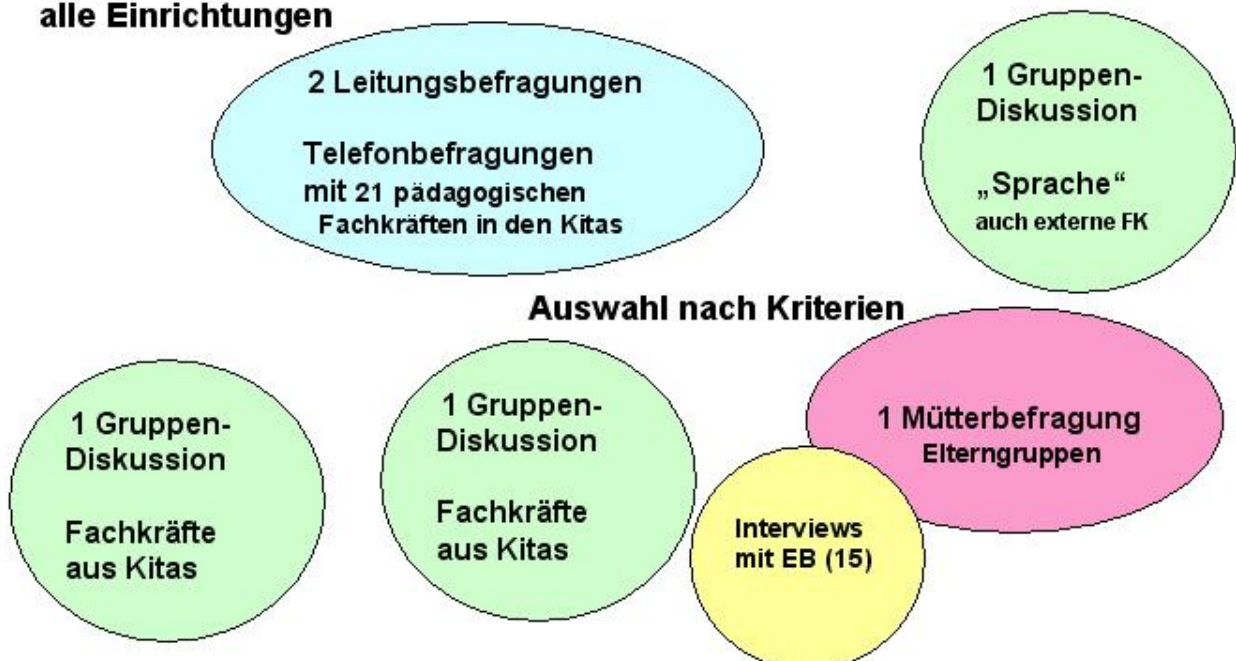 alle Einrichtungen
2 Leitungsbefragungen
Telefonbefragungen
mit 21 pädagogischen
Fachkräften in den Kitas
1 Gruppen-
Diskussion
„Sprache“
auch externe FK
Auswahl nach Kriterien
1 Gruppen-
Diskussion
Fachkräfte
aus Kitas
1 Gruppen-
Diskussion
Fachkräfte
aus Kitas
1 Mütterbefragung
Elterngruppen
Interviews
mit EB (15)